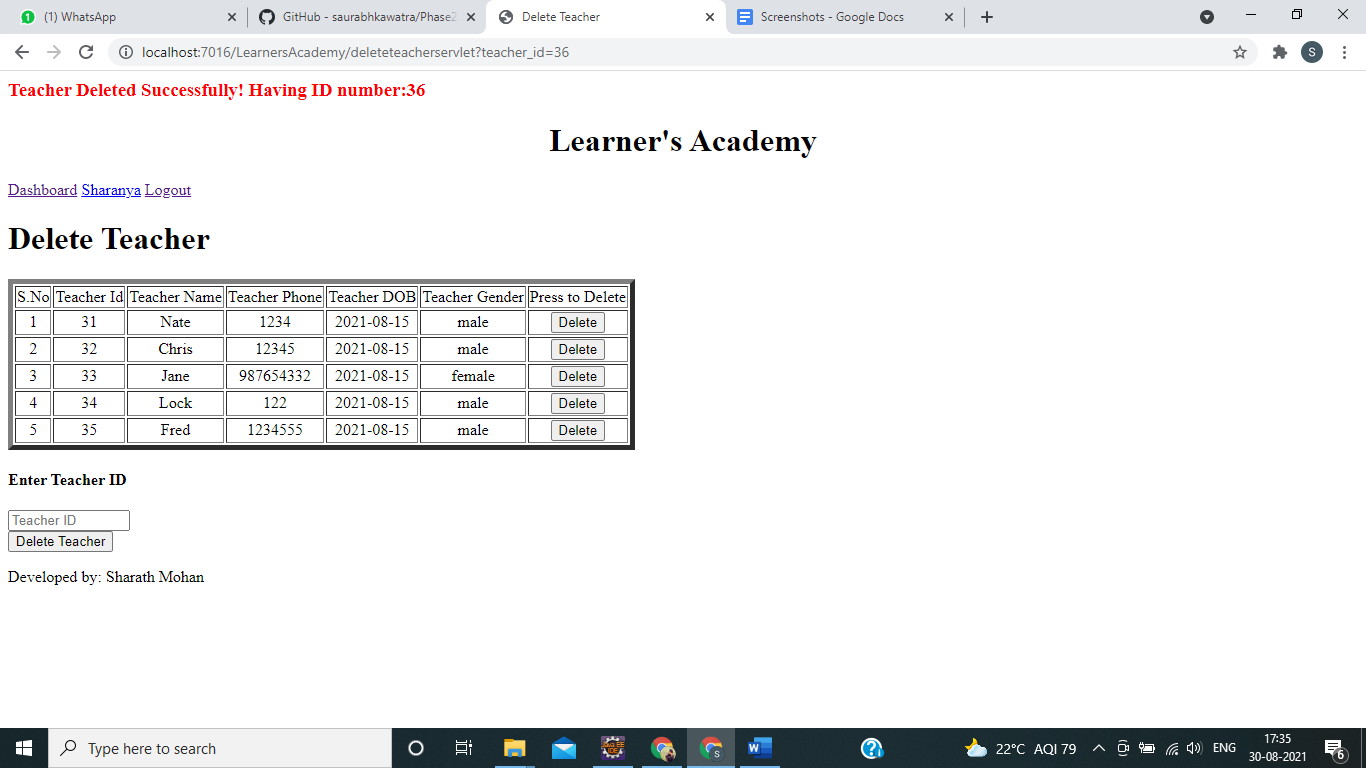 (1) WhatsApp GitHub - saurabhkawatra/Phase2 Delete Teacher Screenshots - Google Docs
localhost:7016/LearnersAcademy/deleteteacherservlet?teacher_id=36 S
Teacher Deleted Successfully! Having ID number:36
Learner's Academy
Dashboard Sharanya Logout
Delete Teacher
S.No Teacher Id Teacher Name Teacher Phone Teacher DOB Teacher Gender Press to Delete
1 31 Nate 1234 2021-08-15 male Delete
2 32 Chris 12345 2021-08-15 male Delete
3 33 Jane 987654332 2021-08-15 female Delete
4 34 Lock 122 2021-08-15 male Delete
5 35 Fred 1234555 2021-08-15 male Delete
Enter Teacher ID
Teacher ID
Delete Teacher
Developed by: Sharath Mohan
Type here to search 22°C AQI 79 ENG 17:35
30-08-2021 6